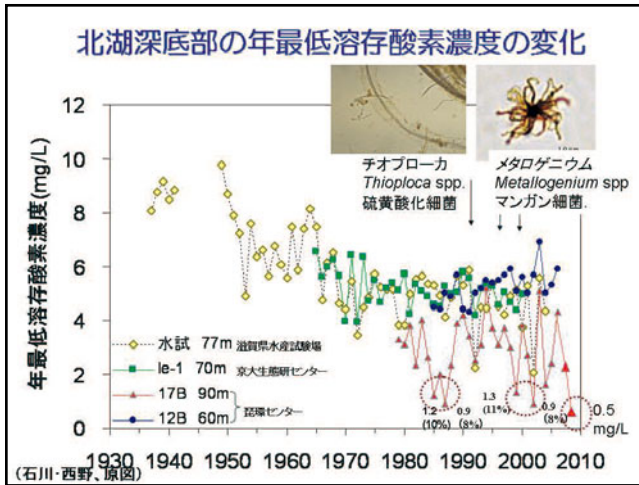 北湖深底部の年最低溶存酸素濃度の変化
チオプローカ
Thioploca spp.
硫黄酸化細菌
メタロゲニウム
Metallogenium spp
マンガン細菌
年最低溶存酸素濃度(mg/L)
12
10
8
6
4
2
0
水試 77m 滋賀県水産試験場
Ie-1 70m 京大生態研センター
17B 90m
12B 60m
琵環センター
1.2
(10%)
0.9
(8%)
1.3
(11%)
0.9
(8%)
0.5
mg/L
1930 1940 1950 1960 1970 1980 1990 2000 2010
(石川・西野、原図)